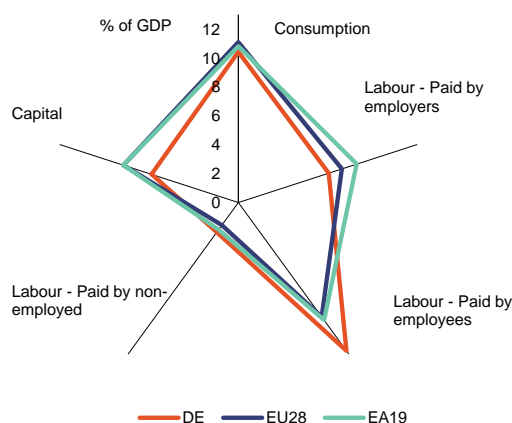 % of GDP
12
Consumption
10
8
6
4
2
0
Labour - Paid by
employers
Capital
Labour - Paid by non-
employed
Labour - Paid by
employees
DE EU28 EA19